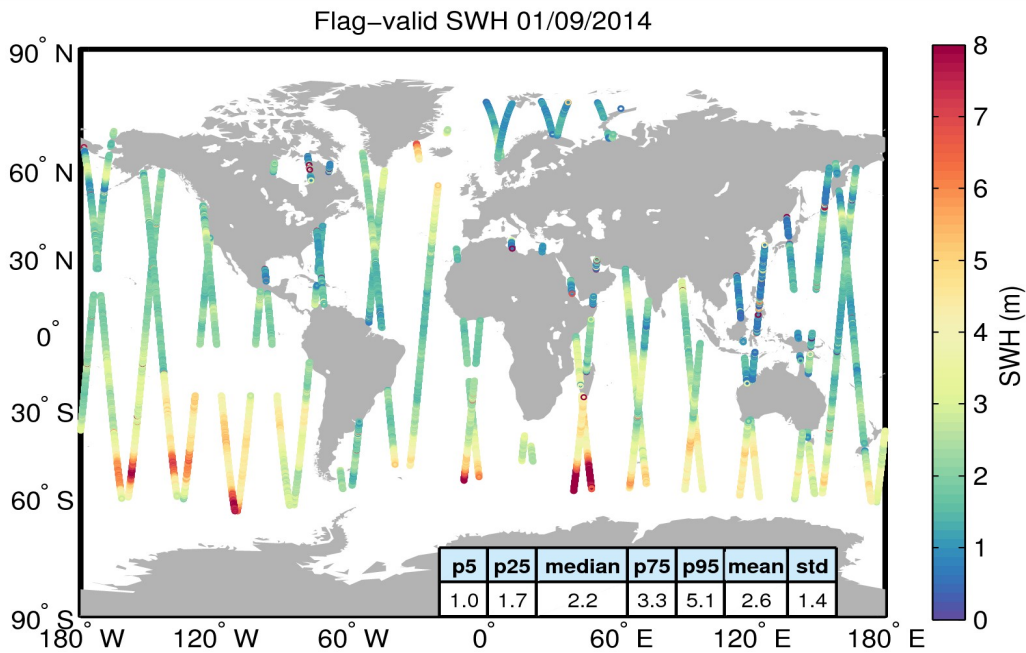 Flag−valid SWH 01/09/2014
90° N
60° N
30° N
0°
30° S
60° S
90° S
180° W
120° W
60° W
0°
60° E
120° E
180° E
p5 p25 median p75 p95 mean std
1.0 1.7 2.2 3.3 5.1 2.6 1.4
8
7
6
5
4
3
2
1
0
SWH (m)